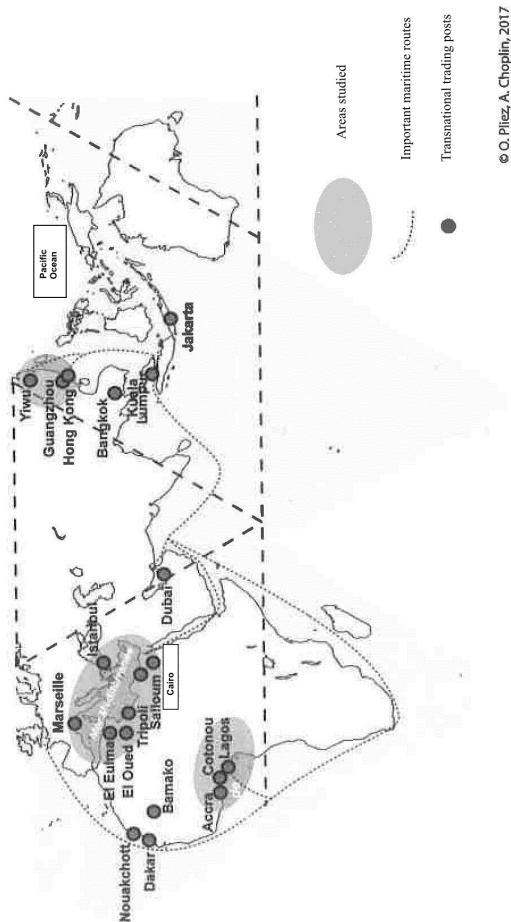 Pacific
Ocean
Yiwu
Guangzhou
Hong Kong
Bangkok
Kuala
Lumpur
Jakarta
Istanbul
Dubai
Marseille
El Eulma
El Oued
Tripoli
Salloum
Cairo
Bamako
Nouakchott
Dakar
Accra
Cotonou
Lagos
Areas studied
Important maritime routes
Transnational trading posts
© O. Pliez, A. Choplin, 2017